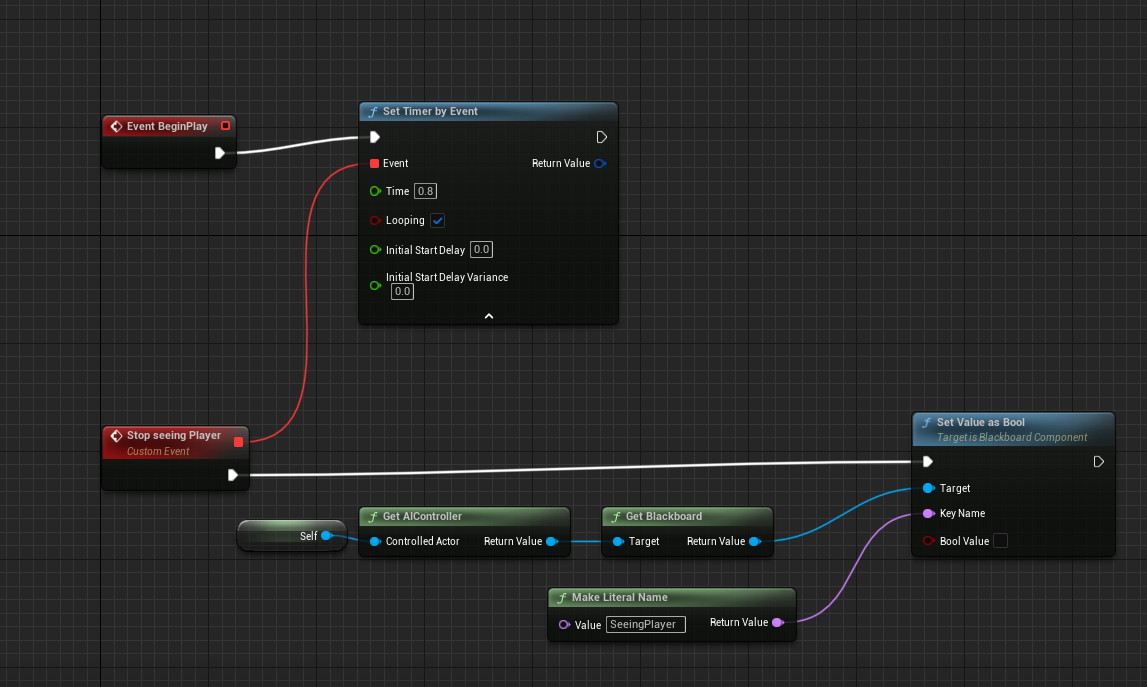 Event BeginPlay
Set Timer by Event
Event
Return Value
Time 0.8
Looping
Initial Start Delay 0.0
Initial Start Delay Variance
0.0
Stop seeing Player
Custom Event
Self
Get AIController
Controlled Actor
Return Value
Get Blackboard
Target
Return Value
Make Literal Name
Value SeeingPlayer
Return Value
Set Value as Bool
Target is Blackboard Component
Target
Key Name
Bool Value